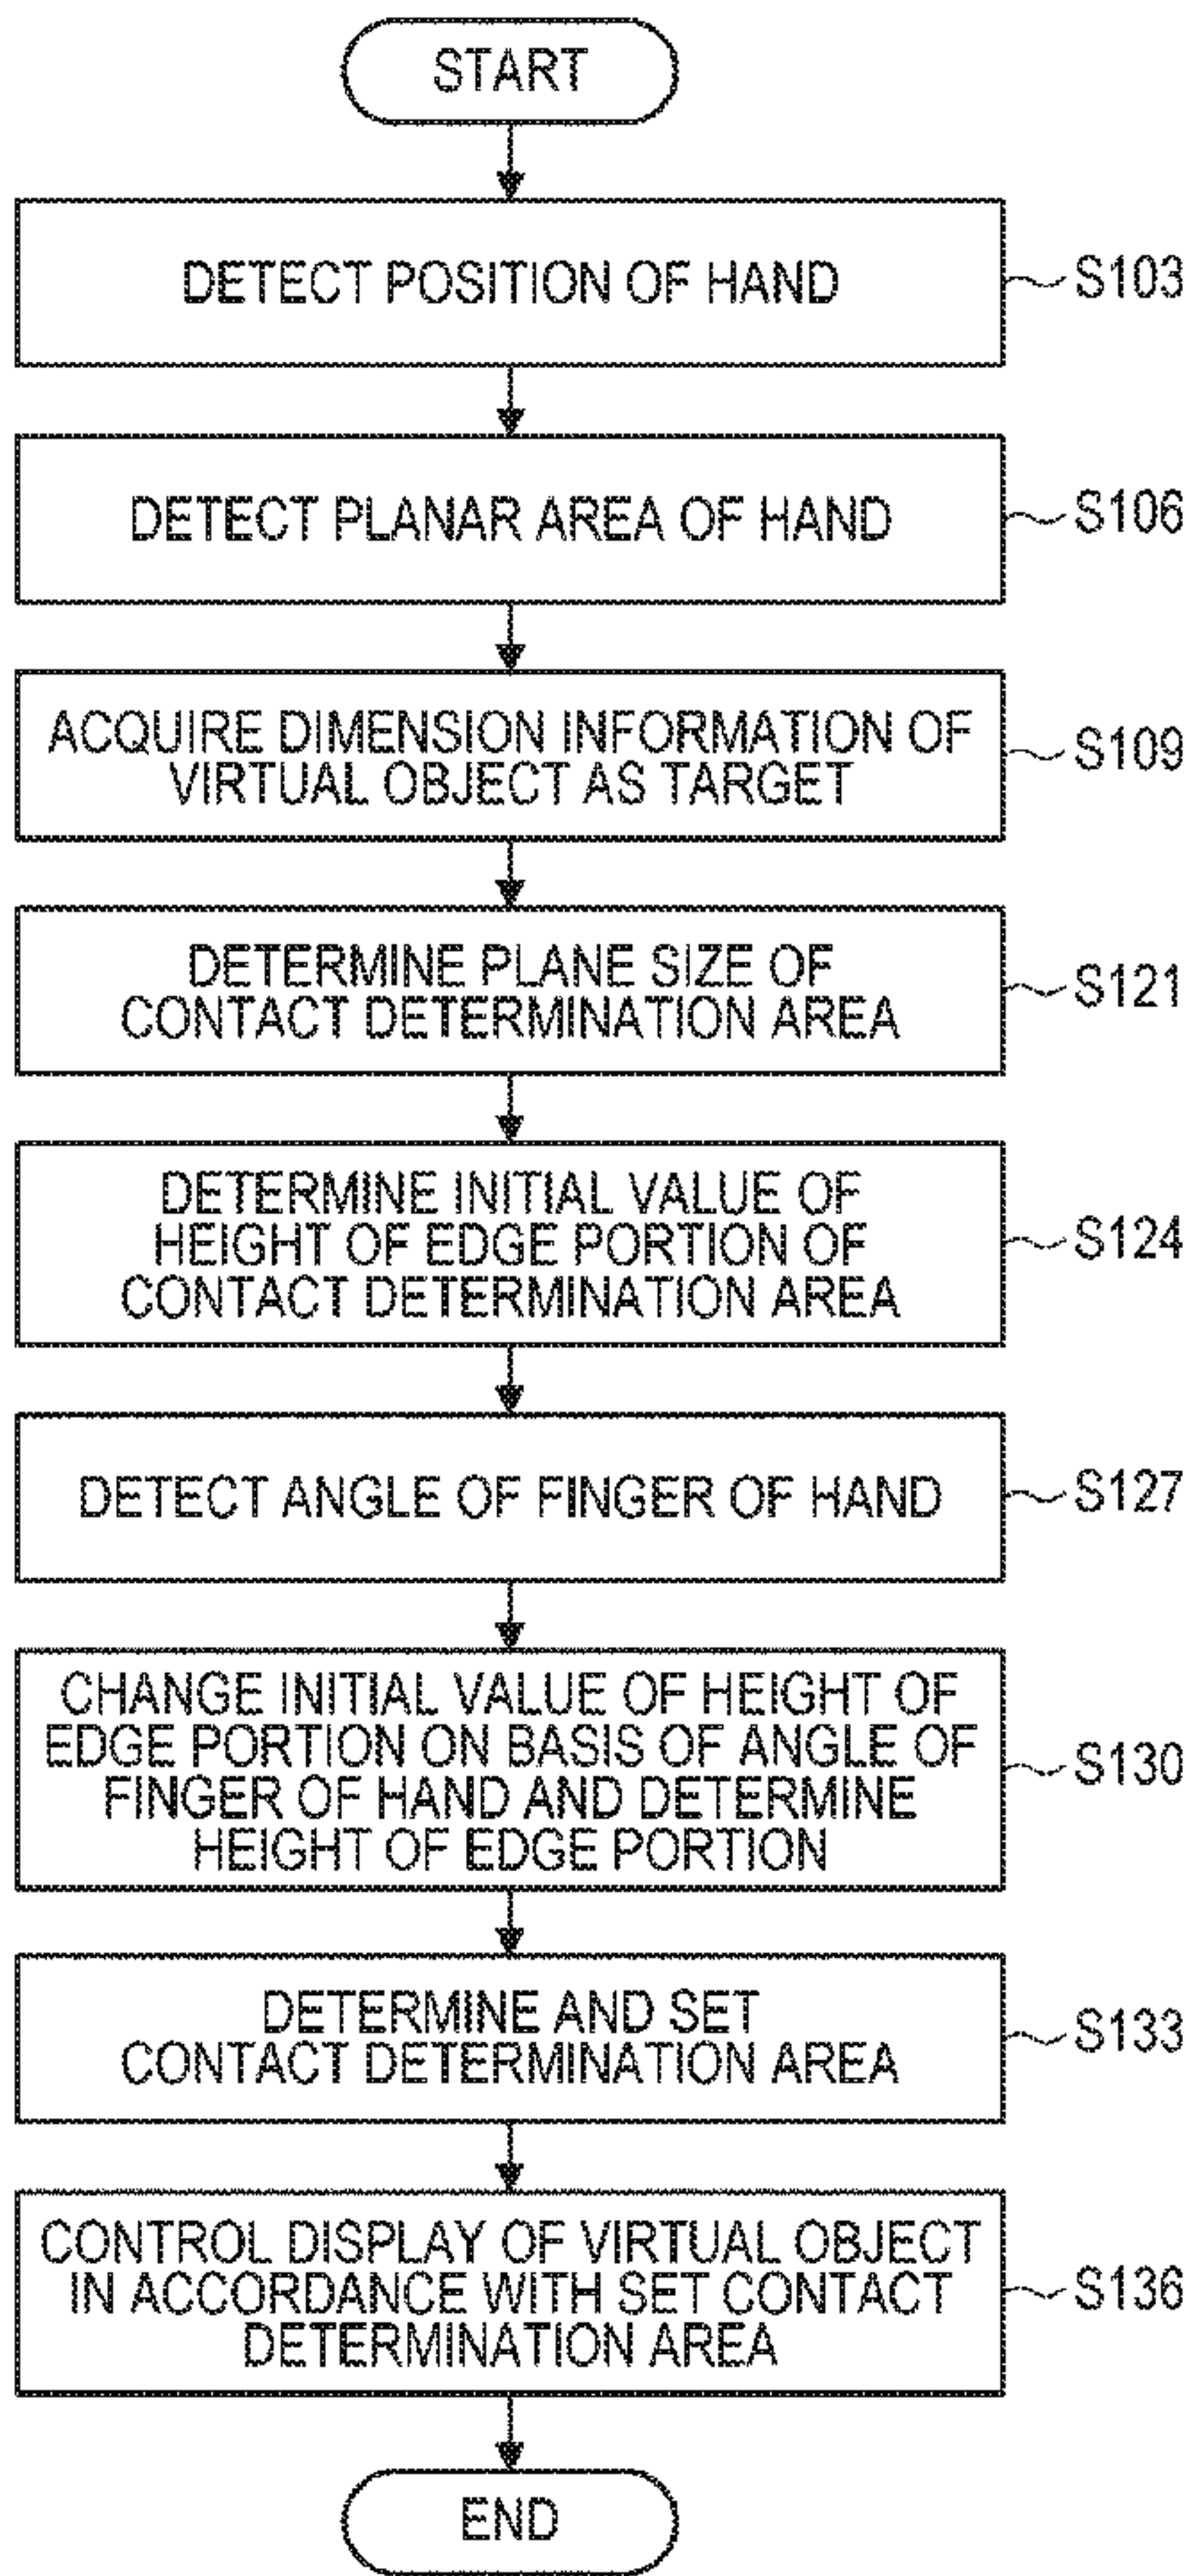 START
DETECT POSITION OF HAND
S103
DETECT PLANAR AREA OF HAND
S106
ACQUIRE DIMENSION INFORMATION OF
VIRTUAL OBJECT AS TARGET
S109
DETERMINE PLANE SIZE OF
CONTACT DETERMINATION AREA
S121
DETERMINE INITIAL VALUE OF
HEIGHT OF EDGE PORTION OF
CONTACT DETERMINATION AREA
S124
DETECT ANGLE OF FINGER OF HAND
S127
CHANGE INITIAL VALUE OF HEIGHT OF
EDGE PORTION ON BASIS OF ANGLE OF
FINGER OF HAND AND DETERMINE
HEIGHT OF EDGE PORTION
S130
DETERMINE AND SET
CONTACT DETERMINATION AREA
S133
CONTROL DISPLAY OF VIRTUAL OBJECT
IN ACCORDANCE WITH SET CONTACT
DETERMINATION AREA
S136
END